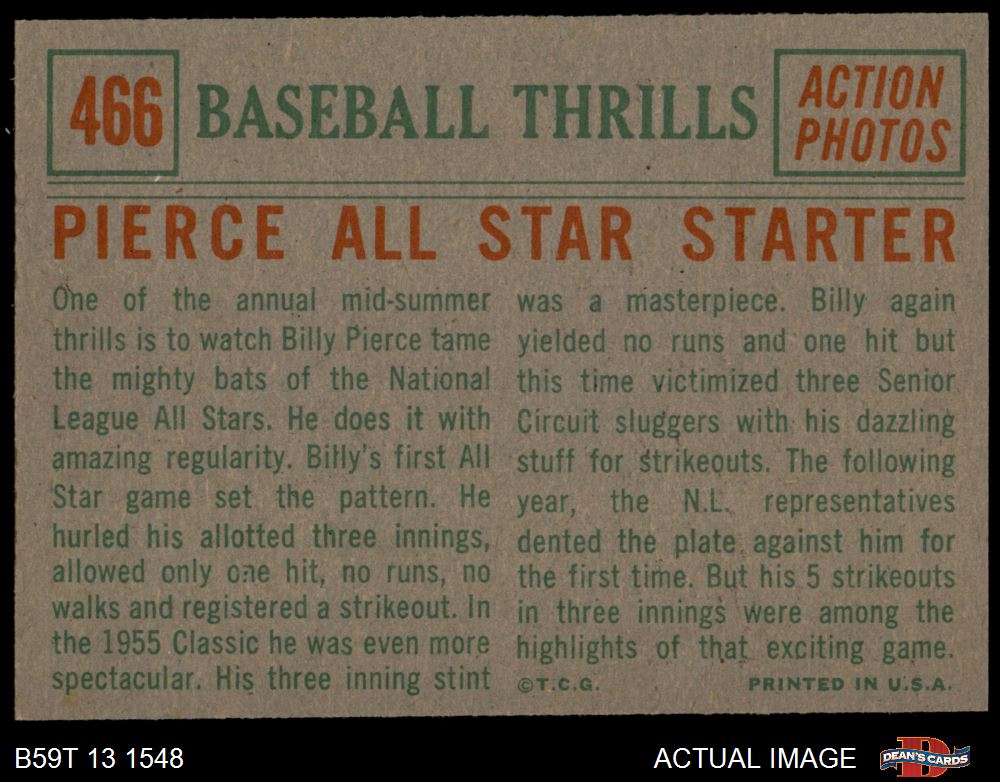 466
BASEBALL THRILLS
ACTION
PHOTOS
PIERCE ALL STAR STARTER
One of the annual mid-summer
thrills is to watch Billy Pierce tame
the mighty bats of the National
League All Stars. He does it with
amazing regularity. Billy's first All
Star game set the pattern. He
hurled his allotted three innings,
allowed only one hit, no runs, no
walks and registered a strikeout. In
the 1955 Classic he was even more
spectacular. His three inning stint
was a masterpiece. Billy again
yielded no runs and one hit but
this time victimized three Senior
Circuit sluggers with his dazzling
stuff for strikeouts. The following
year, the N.L. representatives
dented the plate against him for
the first time. But his 5 strikeouts
in three innings were among the
highlights of that exciting game.
©T.C.G. PRINTED IN U.S.A.
B59T 13 1548
ACTUAL IMAGE
D
DEAN'S CARDS